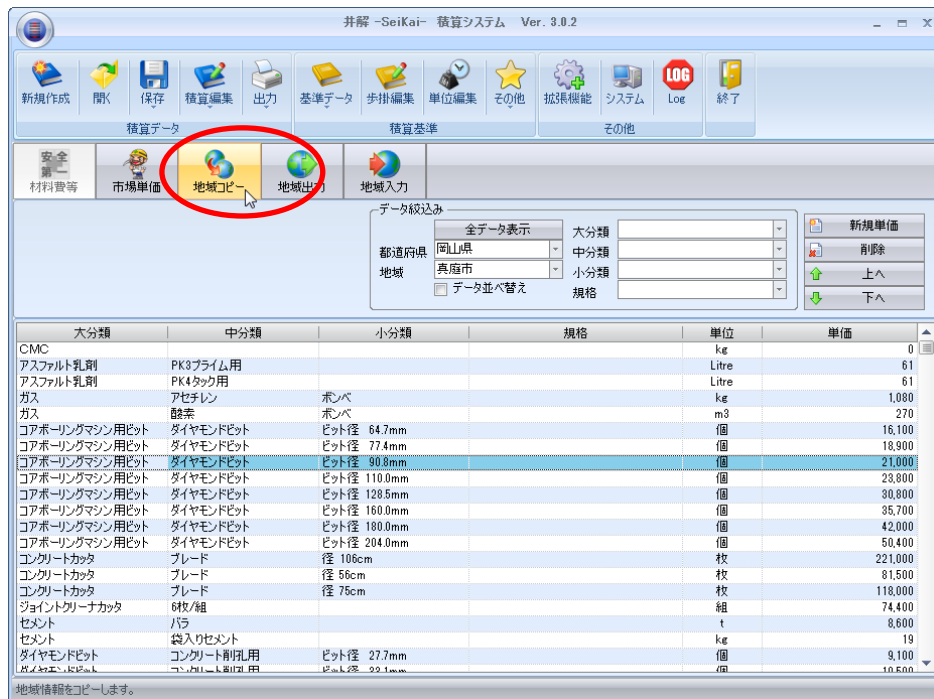 井解 -SeiKai- 積算システム Ver. 3.0.2
新規作成 開く 保存 積算編集 出力 基準データ 歩掛編集 単位編集 その他 拡張機能 システム Log 終了
LOG
積算データ 積算基準 その他
安全第一
材料費等 市場単価 地域コピー 地域出力 地域入力
データ絞込み
全データ表示
都道府県 岡山県
地域 真庭市
データ並べ替え
大分類
中分類
小分類
規格
新規単価
削除
上へ
下へ
大分類 中分類 小分類 規格 単位 単価
CMC kg 0
アスファルト乳剤 PK3プライム用 Litre 61
アスファルト乳剤 PK4タック用 Litre 61
ガス アセチレン ボンベ kg 1,080
ガス 酸素 ボンベ m3 270
コアボーリングマシン用ビット ダイヤモンドビット ビット径 64.7mm 個 16,100
コアボーリングマシン用ビット ダイヤモンドビット ビット径 77.4mm 個 18,900
コアボーリングマシン用ビット ダイヤモンドビット ビット径 90.8mm 個 21,000
コアボーリングマシン用ビット ダイヤモンドビット ビット径 110.0mm 個 23,800
コアボーリングマシン用ビット ダイヤモンドビット ビット径 128.5mm 個 30,800
コアボーリングマシン用ビット ダイヤモンドビット ビット径 160.0mm 個 35,700
コアボーリングマシン用ビット ダイヤモンドビット ビット径 180.0mm 個 42,000
コアボーリングマシン用ビット ダイヤモンドビット ビット径 204.0mm 個 50,400
コンクリートカッタ ブレード 径 106cm 枚 221,000
コンクリートカッタ ブレード 径 56cm 枚 81,500
コンクリートカッタ ブレード 径 75cm 枚 118,000
ジョイントクリーナカッタ 6枚/組 組 74,400
セメント バラ t 8,600
セメント 袋入りセメント kg 19
ダイヤモンドビット コンクリート削孔用 ビット径 27.7mm 個 9,100
ダイヤモンドビット コンクリート削孔用 ビット径 個 10,500
地域情報をコピーします。